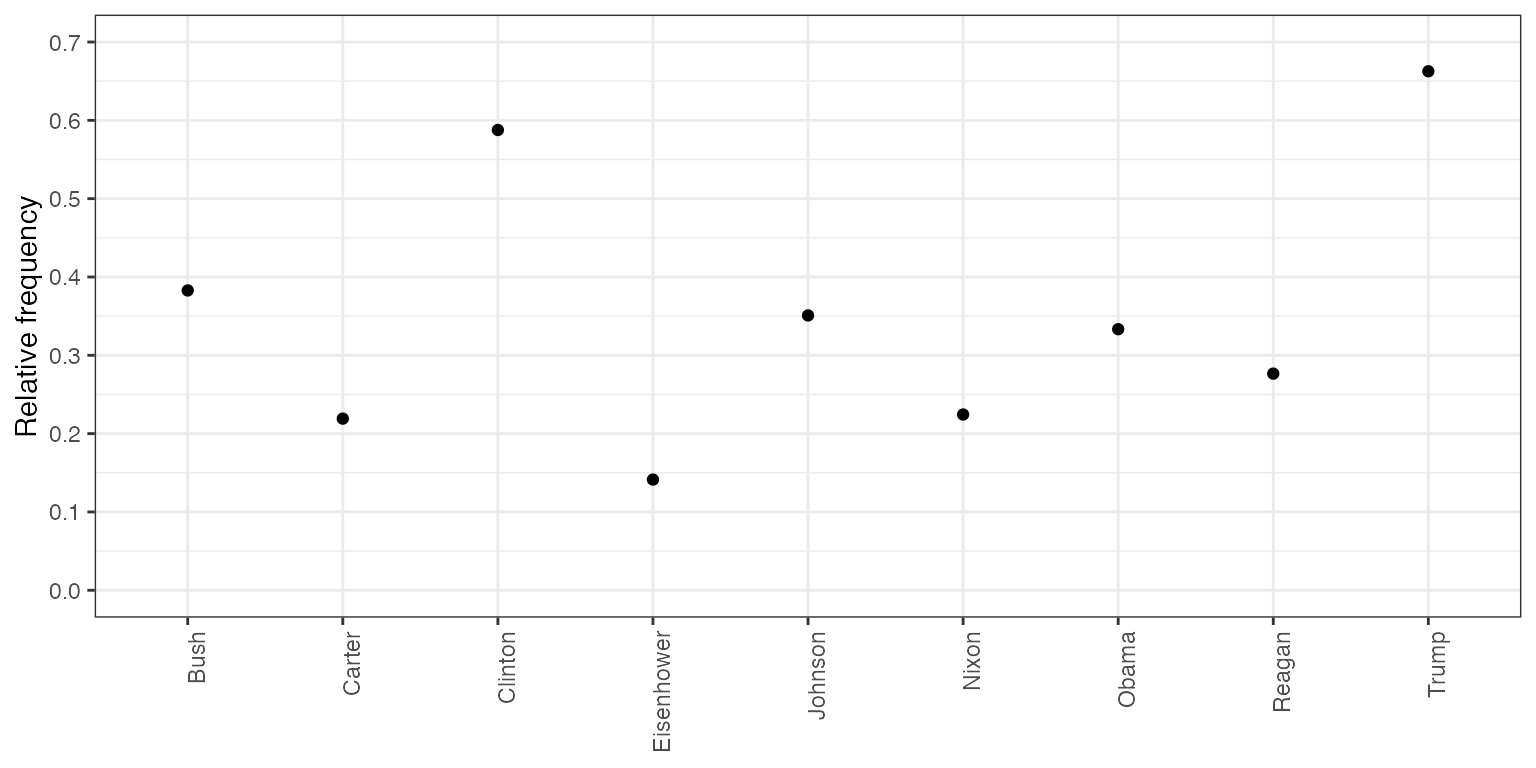 Relative frequency
0.7
0.6
0.5
0.4
0.3
0.2
0.1
0.0
Bush
Carter
Clinton
Eisenhower
Johnson
Nixon
Obama
Reagan
Trump